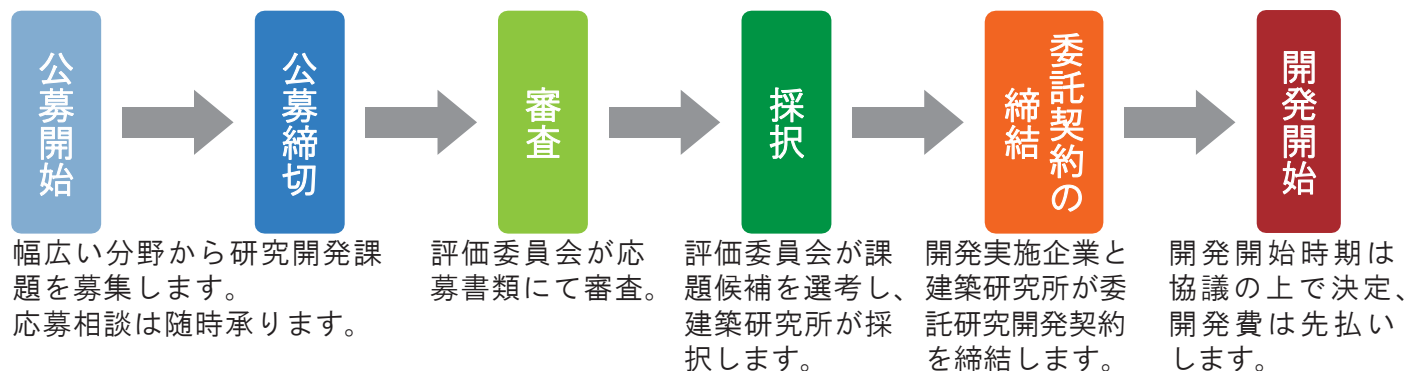 公募開始
公募締切
審査
採択
委託契約の
締結
開発開始
幅広い分野から研究開発課
題を募集します。
応募相談は随時承ります。
評価委員会が応
募書類にて審査。
評価委員会が課
題候補を選考し、
建築研究所が採
択します。
開発実施企業と
建築研究所が委
託研究開発契約
を締結します。
開発開始時期は
協議の上で決定、
開発費は先払い
します。